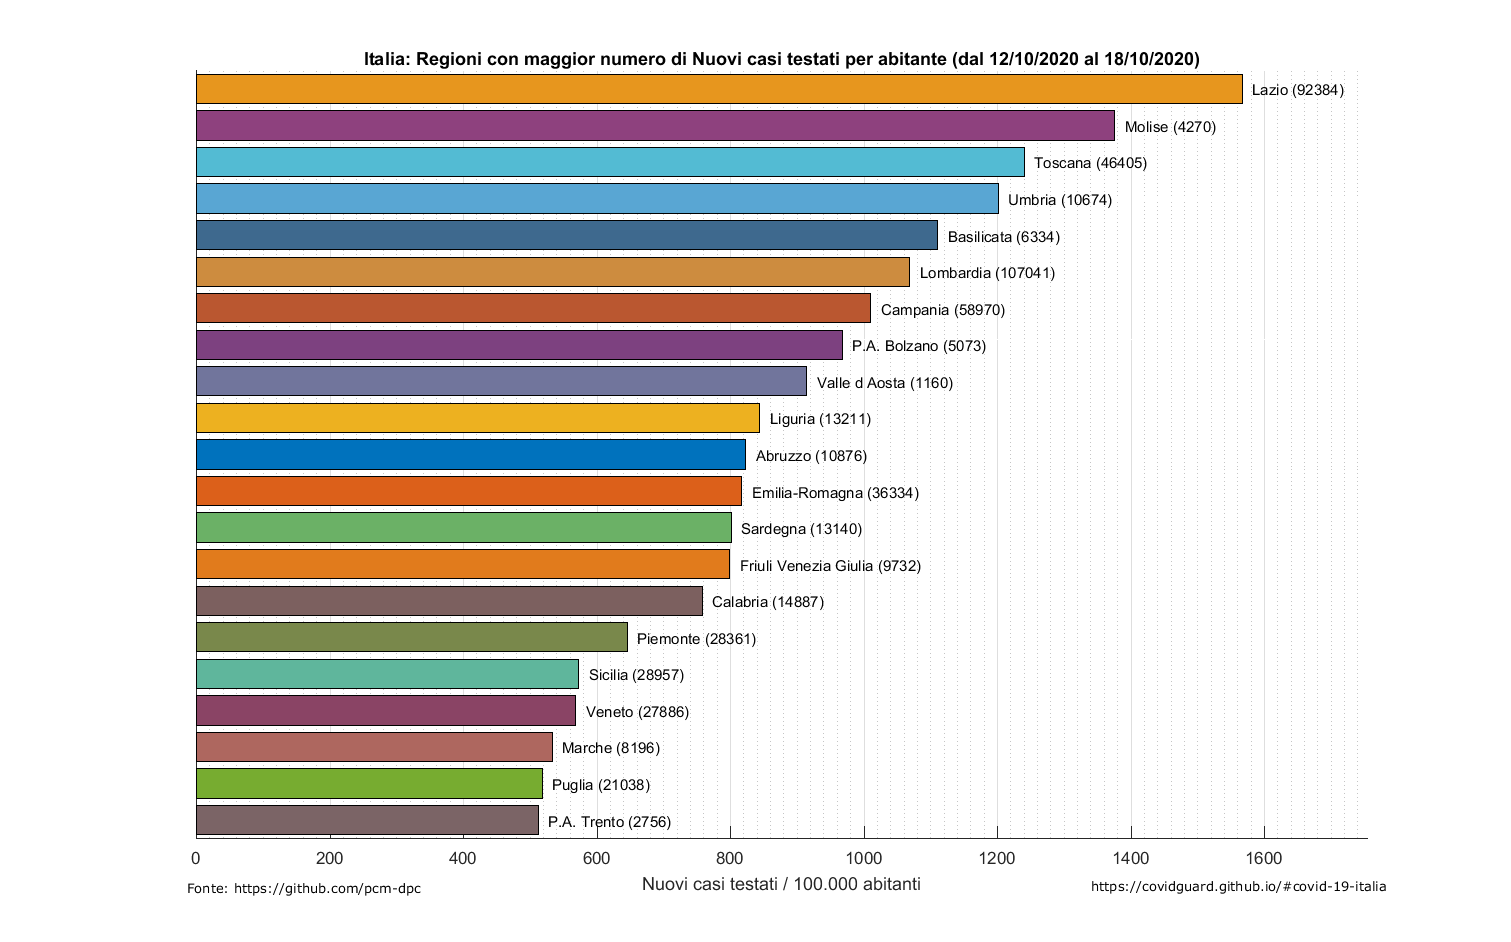 Italia: Regioni con maggior numero di Nuovi casi testati per abitante (dal 12/10/2020 al 18/10/2020)
Lazio (92384)
Molise (4270)
Toscana (46405)
Umbria (10674)
Basilicata (6334)
Lombardia (107041)
Campania (58970)
P.A. Bolzano (5073)
Valle d Aosta (1160)
Liguria (13211)
Abruzzo (10876)
Emilia-Romagna (36334)
Sardegna (13140)
Friuli Venezia Giulia (9732)
Calabria (14887)
Piemonte (28361)
Sicilia (28957)
Veneto (27886)
Marche (8196)
Puglia (21038)
P.A. Trento (2756)
0 200 400 600 800 1000 1200 1400 1600
Nuovi casi testati / 100.000 abitanti
Fonte: https://github.com/pcm-dpc
https://covidguard.github.io/#covid-19-italia